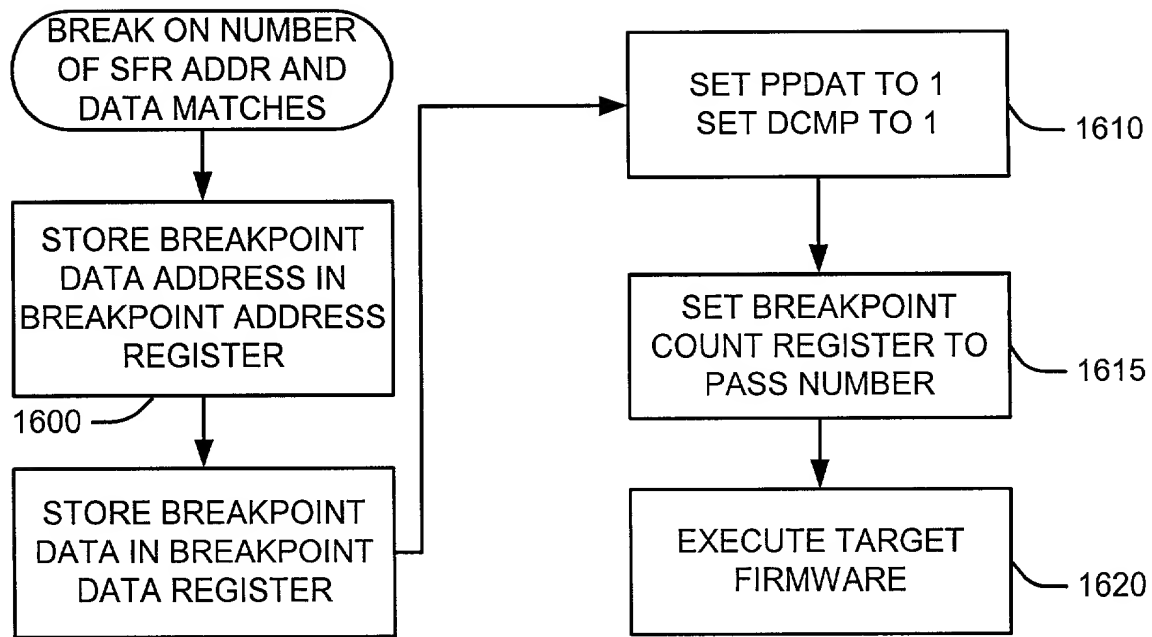 BREAK ON NUMBER
OF SFR ADDR AND
DATA MATCHES
STORE BREAKPOINT
DATA ADDRESS IN
BREAKPOINT ADDRESS
REGISTER
1600
STORE BREAKPOINT
DATA IN BREAKPOINT
DATA REGISTER
SET PPDAT TO 1
SET DCMP TO 1
1610
SET BREAKPOINT
COUNT REGISTER TO
PASS NUMBER
1615
EXECUTE TARGET
FIRMWARE
1620